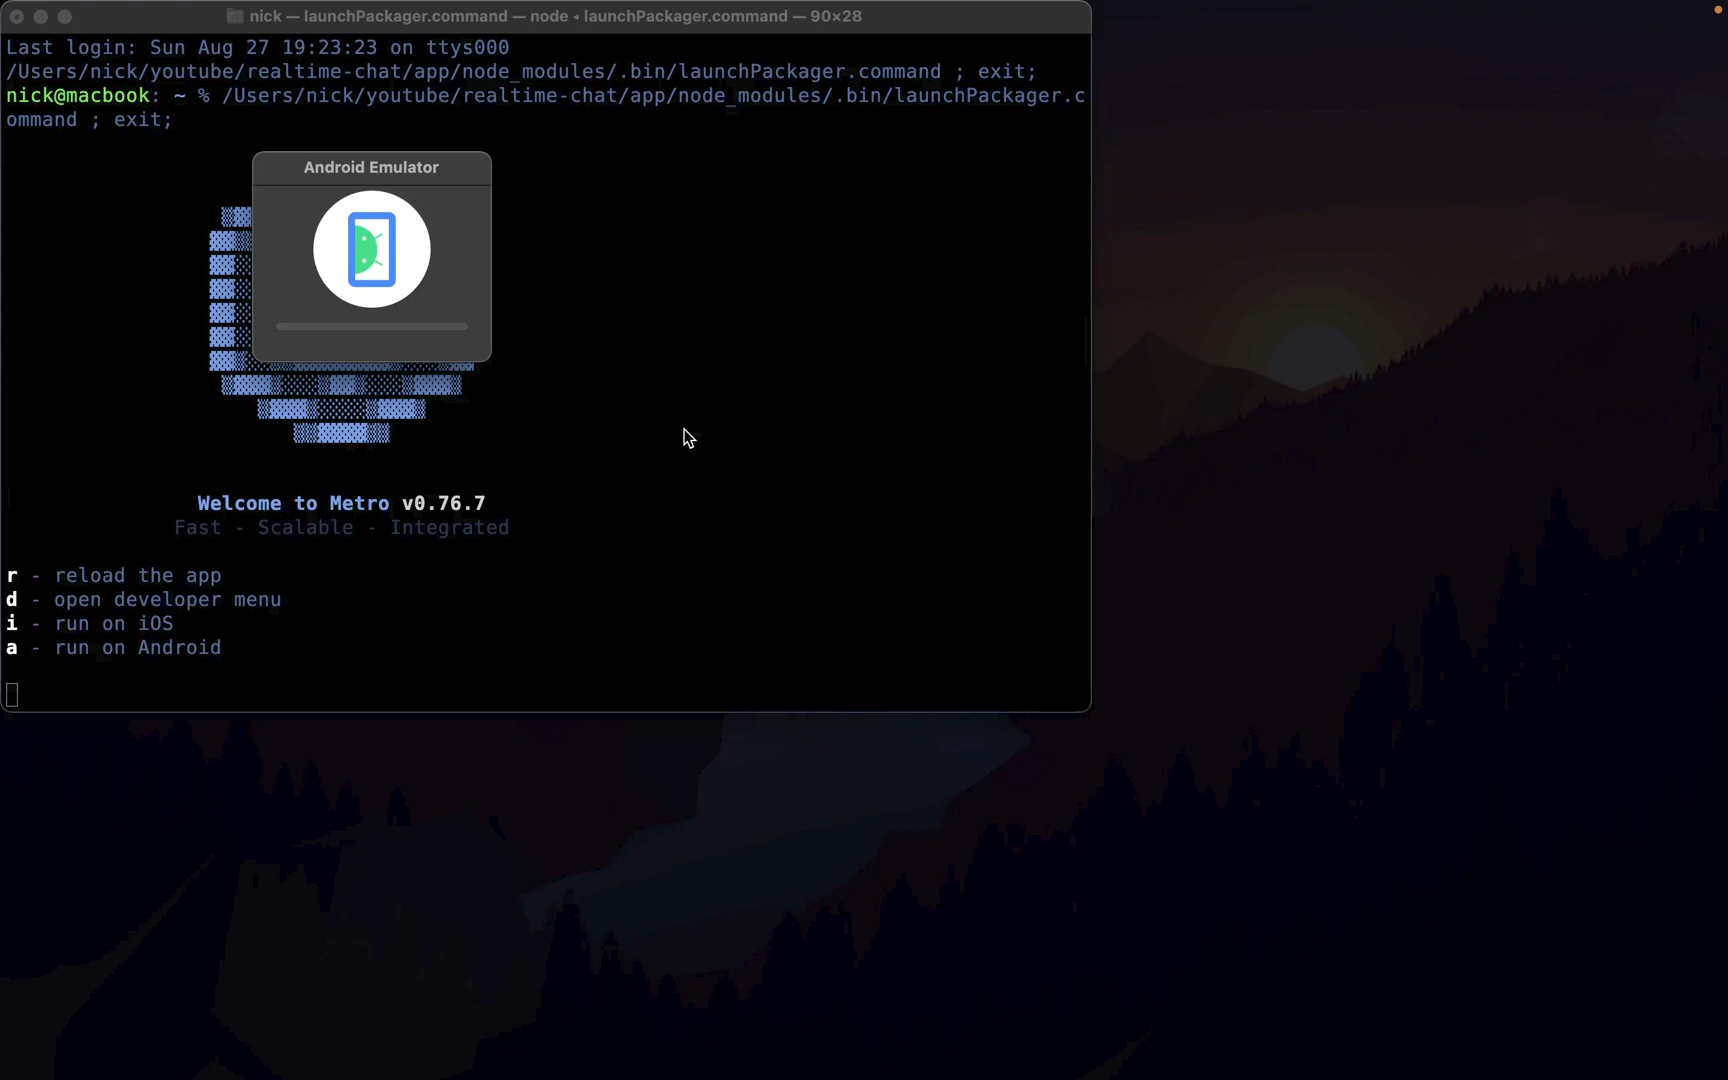 nick — launchPackager.command — node ◂ launchPackager.command — 90×28
Last login: Sun Aug 27 19:23:23 on ttys000
/Users/nick/youtube/realtime-chat/app/node_modules/.bin/launchPackager.command ; exit;
nick@macbook: ~ % /Users/nick/youtube/realtime-chat/app/node_modules/.bin/launchPackager.c
ommand ; exit;
Android Emulator
Welcome to Metro v0.76.7
Fast - Scalable - Integrated
r - reload the app
d - open developer menu
i - run on iOS
a - run on Android